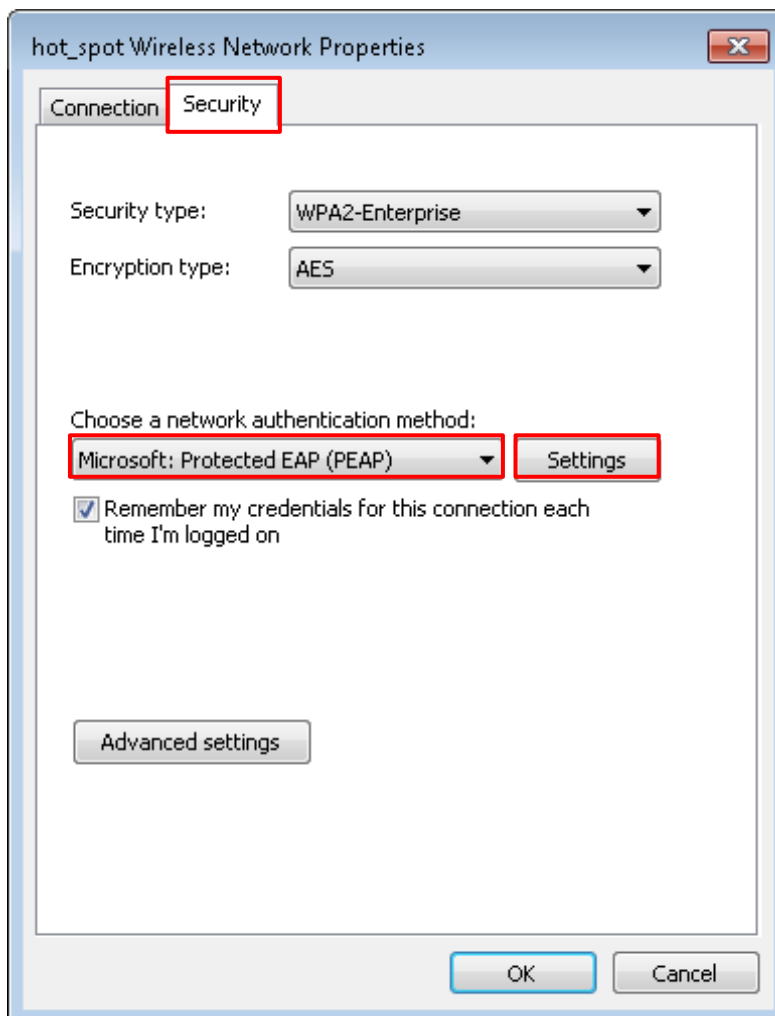 hot_spot Wireless Network Properties
Connection
Security
Security type:
WPA2-Enterprise
Encryption type:
AES
Choose a network authentication method:
Microsoft: Protected EAP (PEAP)
Settings
Remember my credentials for this connection each
time I'm logged on
Advanced settings
OK
Cancel